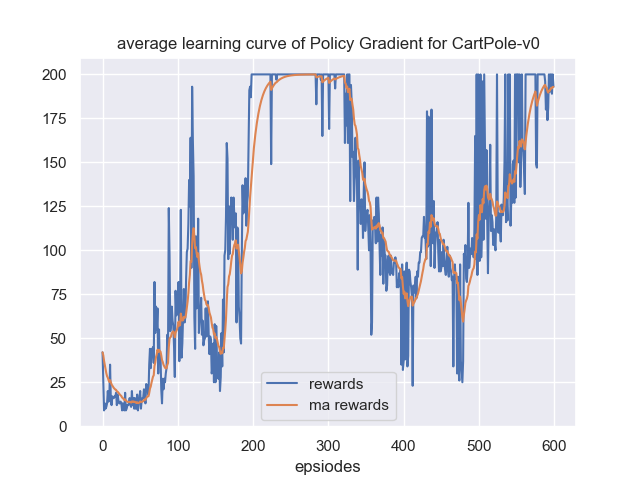 average learning curve of Policy Gradient for CartPole-v0
200
175
150
125
100
75
50
25
0
rewards
ma rewards
0 100 200 300 400 500 600
epsiodes